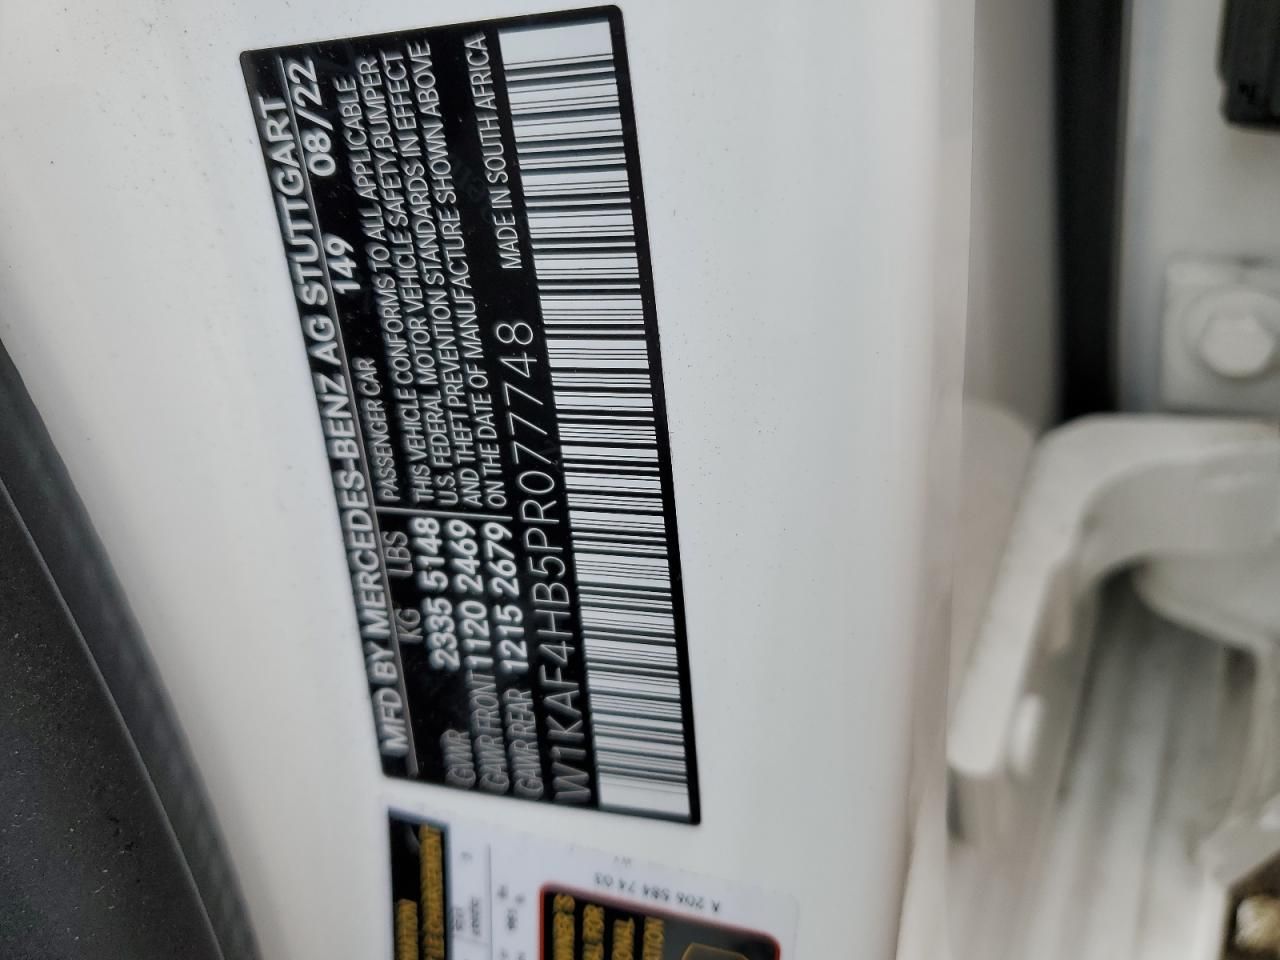 MFD BY MERCEDES-BENZ AG STUTTGART
KG LBS PASSENGER CAR 149 08/22
GVWR 2335 5148 THIS VEHICLE CONFORMS TO ALL APPLICABLE
U.S. FEDERAL MOTOR VEHICLE SAFETY,BUMPER
GAWR FRONT 1120 2469 AND THEFT PREVENTION STANDARDS IN EFFECT
GAWR REAR 1215 2679 ON THE DATE OF MANUFACTURE SHOWN ABOVE
W1KAF4HB5PR077748 MADE IN SOUTH AFRICA
A 206 584 74 03